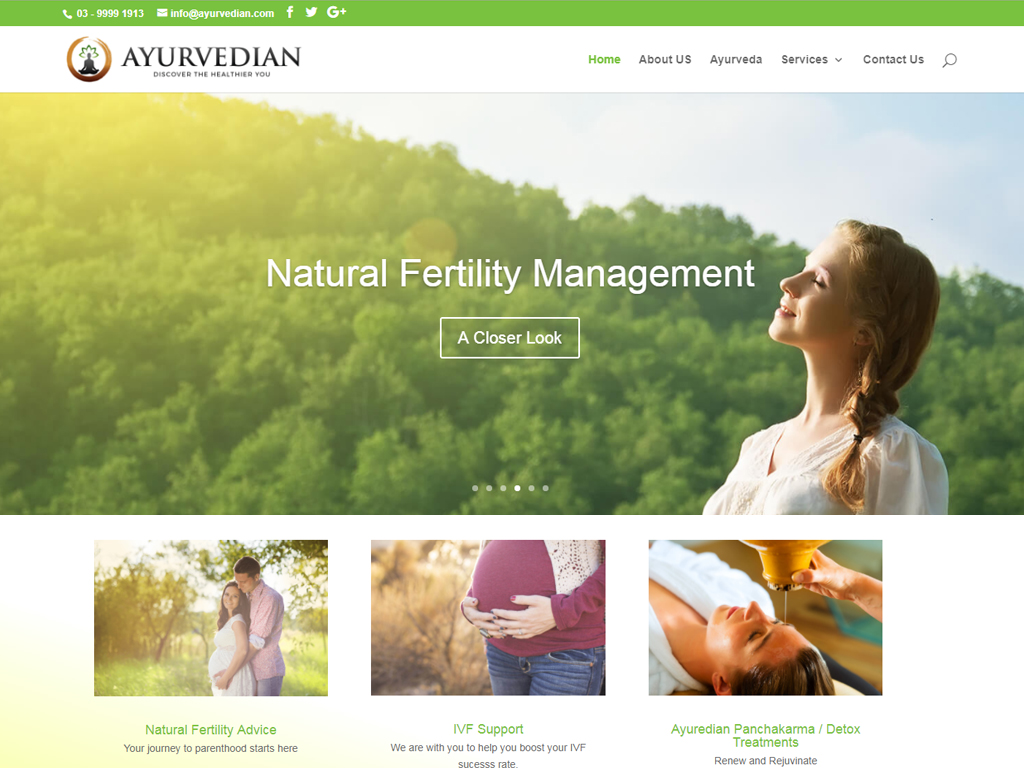 03 - 9999 1913 info@ayurvedian.com
AYURVEDIAN
DISCOVER THE HEALTHIER YOU
Home About US Ayurveda Services Contact Us
Natural Fertility Management
A Closer Look
Natural Fertility Advice
Your journey to parenthood starts here
IVF Support
We are with you to help you boost your IVF
sucesss rate.
Ayuredian Panchakarma / Detox
Treatments
Renew and Rejuvinate